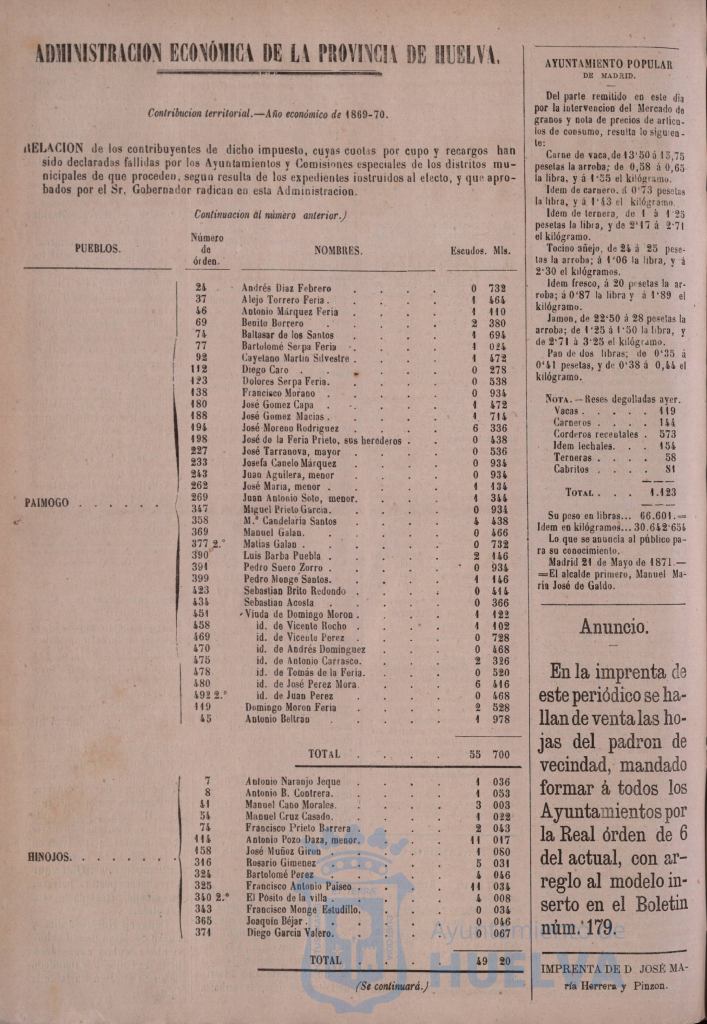 ADMINISTRACION ECONÓMICA DE LA PROVINCIA DE HUELVA.
Contribucion territorial.—Año económico de 1869-70.
RELACION de los contribuyentes de dicho impuesto, cuyas cuotas por cupo y recargos han
sido declaradas fallidas por los Ayuntamientos y Comisiones especiales de los distritos mu-
nicipales de que proceden, segun resulta de los expedientes instruidos al efecto, y que apro-
bados por el Sr. Gobernador radican en esta Administracion.
Continuacion al número anterior.)
PUEBLOS. Número de órden. NOMBRES. Escudos. Mls.
PAIMOGO . . . . . .
24 Andrés Diaz Febrero . . . . 0 732
37 Alejo Torrero Feria . . . . 1 464
46 Antonio Márquez Feria . . . . 1 110
69 Benito Borrero . . . . 2 380
74 Baltasar de los Santos . . . . 1 694
77 Bartolomé Serpa Feria . . . . 1 024
92 Cayetano Martin Silvestre . . . . 1 472
112 Diego Caro . . . . 0 278
123 Dolores Serpa Feria. . . . . 0 538
138 Francisco Morano . . . . 0 934
180 José Gomez Capa . . . . 1 472
188 José Gomez Macias . . . . 1 714
194 José Moreno Rodriguez . . . . 6 336
198 José de la Feria Prieto, sus herederos . . 0 438
227 José Tarranova, mayor . . . . 0 536
233 Josefa Canelo Márquez . . . . 0 934
243 Juan Aguilera, menor . . . . 0 934
262 José Maria, menor . . . . 1 134
269 Juan Antonio Soto, menor. . . . 1 344
347 Miguel Prieto Garcia. . . . . 0 934
358 M.ª Candelaria Santos . . . . 4 438
369 Manuel Galan. . . . . 0 466
377 2.º Matias Galan . . . . 0 732
390 Luis Barba Puebla . . . . 2 146
391 Pedro Suero Zorro . . . . 0 934
399 Pedro Monge Santos. . . . . 1 146
423 Sebastian Brito Redondo . . . . 0 414
434 Sebastian Acosta . . . . 0 366
451 Viuda de Domingo Moron . . . . 1 122
458 id. de Vicente Rocho . . . . 1 102
469 id. de Vicente Perez . . . . 0 728
470 id. de Andrés Dominguez . . . 0 468
475 id. de Antonio Carrasco. . . . 2 326
478 id. de Tomás de la Feria. . . . 0 520
480 id. de José Perez Mora. . . . 6 416
492 2.º id. de Juan Perez . . . . 0 468
119 Domingo Moron Feria . . . . 2 528
45 Antonio Beltran . . . . 1 978
TOTAL . . . . 55 700
HINOJOS. . . . . . .
7 Antonio Naranjo Jeque . . . . 1 036
8 Antonio B. Contrera. . . . . 1 053
41 Manuel Cano Morales. . . . . 3 003
54 Manuel Cruz Casado. . . . . 1 022
74 Francisco Prieto Barrera . . . . 2 043
114 Antonio Pozo Daza, menor. . . . 11 017
158 José Muñoz Giron . . . . 1 080
316 Rosario Gimenez . . . . 5 031
324 Bartolomé Perez . . . . 4 046
325 Francisco Antonio Paiseo . . . . 11 034
340 2.º El Pósito de la villa . . . . 4 008
343 Francisco Monge Estudillo. . . . 0 034
365 Joaquin Béjar . . . . 0 046
371 Diego Garcia Valero. . . . . 0 067
TOTAL . . . . 49 20
(Se continuará.)
AYUNTAMIENTO POPULAR
DE MADRID.
Del parte remitido en este dia
por la intervencion del Mercado de
granos y nota de precios de artícu-
los de consumo, resulta lo siguien-
te:
Carne de vaca, de 13'50 á 15,75
pesetas la arroba; de 0,58 á 0,65
la libra, y á 1'55 el kilógramo.
Idem de carnero, á 0'73 pesetas
la libra, y á 1'43 el kilógramo.
Idem de ternera, de 1 á 1'25
pesetas la libra, y de 2'17 á 2'71
el kilógramo.
Tocino añejo, de 24 á 25 pese-
tas la arroba; á 1'06 la libra, y á
2'30 el kilógramos.
Idem fresco, á 20 pesetas la ar-
roba; á 0'87 la libra y á 1'89 el
kilógramo.
Jamon, de 22'50 á 28 pesetas la
arroba; de 1'25 á 1'50 la libra, y
de 2'71 á 3'25 el kilógramo.
Pan de dos libras; de 0'35 á
0'41 pesetas, y de 0'38 á 0,44 el
kilógramo.
NOTA.—Reses degolladas ayer.
Vacas . . . . . 119
Carneros . . . . 144
Corderos recentales . 573
Idem lechales. . . 154
Terneras . . . . 58
Cabritos . . . . 81
TOTAL . . . 1.123
Su peso en libras... 66.601.=
Idem en kilógramos... 30.642'654
Lo que se anuncia al público pa-
ra su conocimiento.
Madrid 21 de Mayo de 1871.—
=El alcalde primero, Manuel Ma-
ria José de Galdo.
Anuncio.
En la imprenta de
este periódico se ha-
llan de venta las ho-
jas del padron de
vecindad, mandado
formar á todos los
Ayuntamientos por
la Real órden de 6
del actual, con ar-
reglo al modelo in-
serto en el Boletin
núm. 179.
IMPRENTA DE D JOSÉ MA-
ría Herrera y Pinzon.
Ayuntamiento de
HUELVA